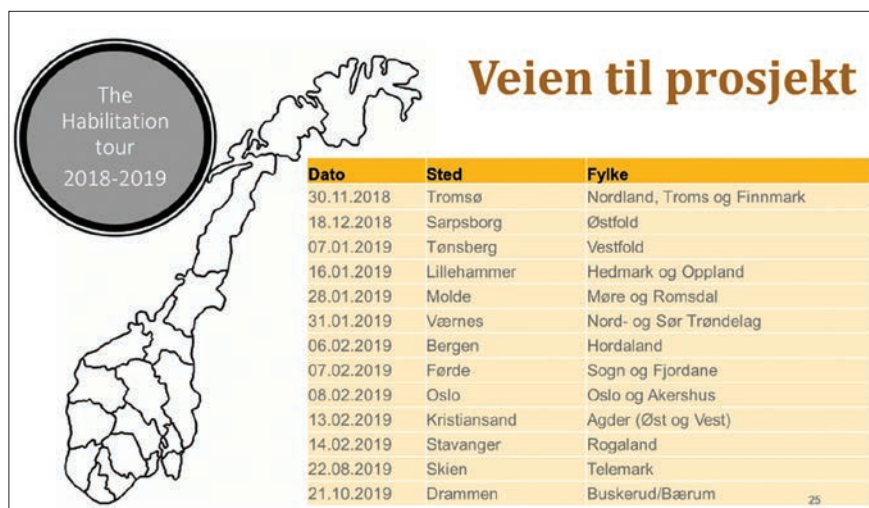 The
Habilitation
tour
2018-2019
Veien til prosjekt
Dato Sted Fylke
30.11.2018 Tromsø Nordland, Troms og Finnmark
18.12.2018 Sarpsborg Østfold
07.01.2019 Tønsberg Vestfold
16.01.2019 Lillehammer Hedmark og Oppland
28.01.2019 Molde Møre og Romsdal
31.01.2019 Værnes Nord- og Sør Trøndelag
06.02.2019 Bergen Hordaland
07.02.2019 Førde Sogn og Fjordane
08.02.2019 Oslo Oslo og Akershus
13.02.2019 Kristiansand Agder (Øst og Vest)
14.02.2019 Stavanger Rogaland
22.08.2019 Skien Telemark
21.10.2019 Drammen Buskerud/Bærum
25